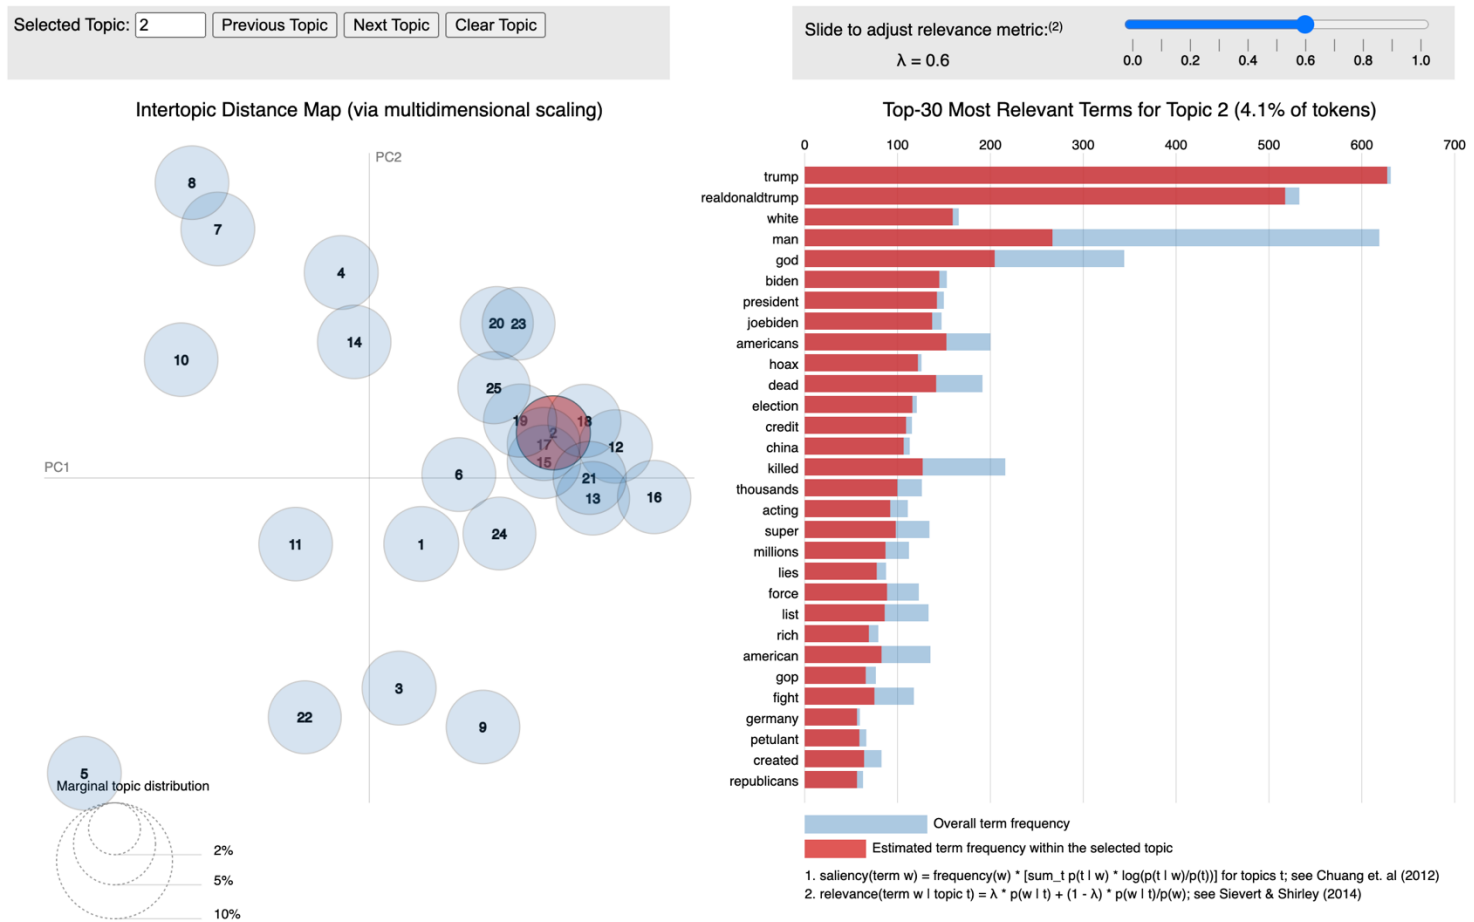 Selected Topic: 2 Previous Topic Next Topic Clear Topic
Slide to adjust relevance metric:(2)
λ = 0.6
0.0 0.2 0.4 0.6 0.8 1.0
Intertopic Distance Map (via multidimensional scaling)
PC2
PC1
8
7
4
14
10
20 23
25
19
18
2
17
12
15
6
21
13
16
24
11
1
3
22
9
5
Marginal topic distribution
2%
5%
10%
Top-30 Most Relevant Terms for Topic 2 (4.1% of tokens)
0 100 200 300 400 500 600 700
trump
realdonaldtrump
white
man
god
biden
president
joebiden
americans
hoax
dead
election
credit
china
killed
thousands
acting
super
millions
lies
force
list
rich
american
gop
fight
germany
petulant
created
republicans
Overall term frequency
Estimated term frequency within the selected topic
1. saliency(term w) = frequency(w) * [sum_t p(t | w) * log(p(t | w)/p(t))] for topics t; see Chuang et. al (2012)
2. relevance(term w | topic t) = λ * p(w | t) + (1 - λ) * p(w | t)/p(w); see Sievert & Shirley (2014)